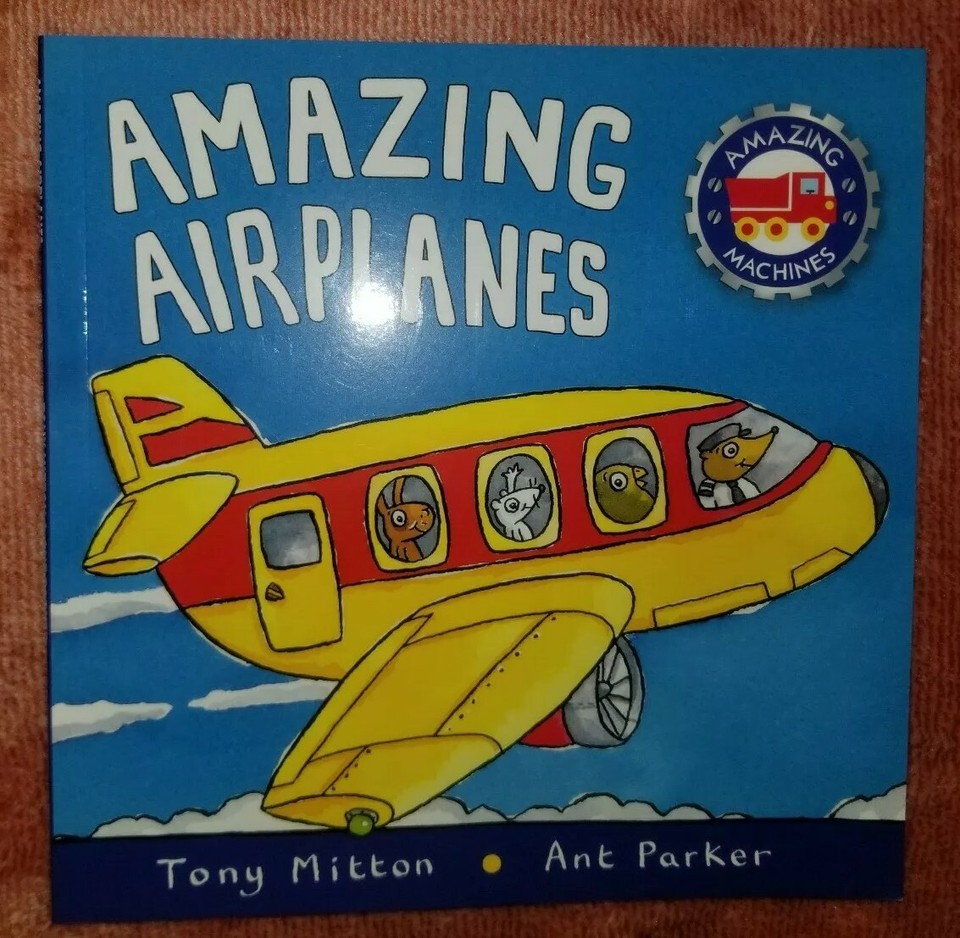 AMAZING
AIRPLANES
AMAZING
MACHINES
Tony Mitton • Ant Parker